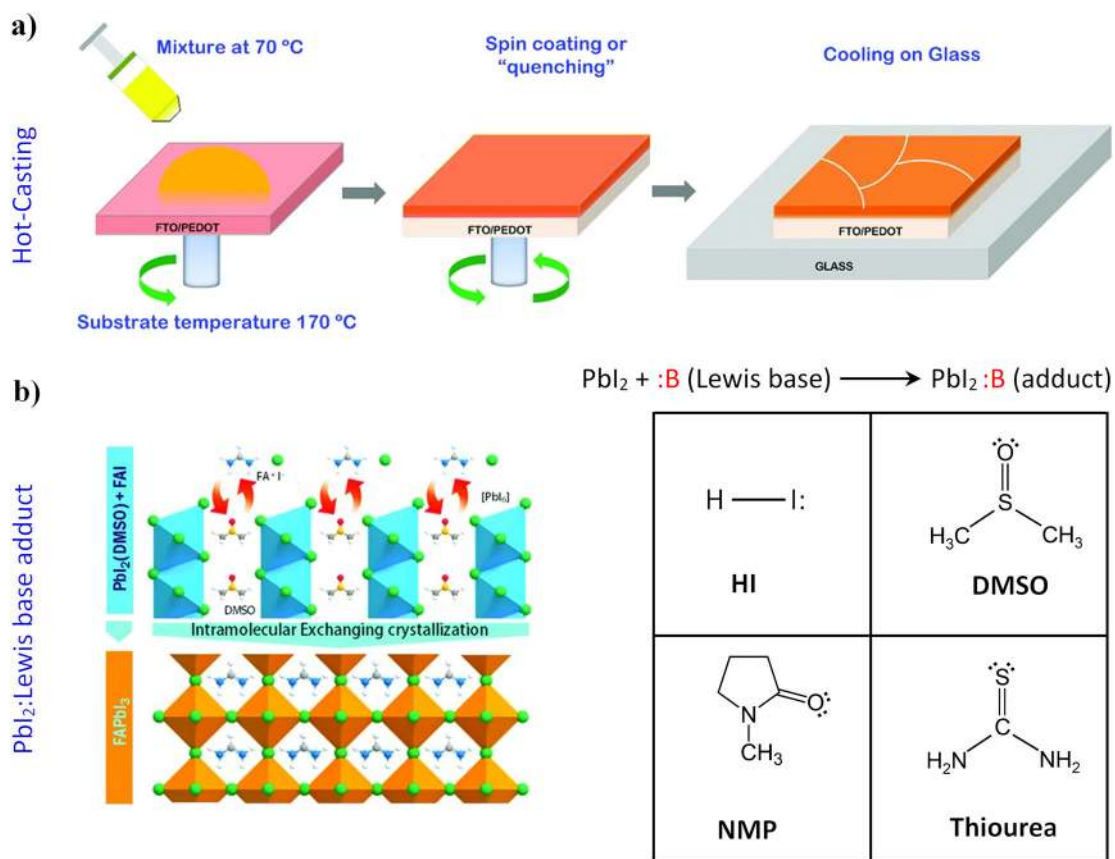 a)
Hot-Casting
Mixture at 70 ºC
Spin coating or
“quenching”
Cooling on Glass
FTO/PEDOT
FTO/PEDOT
FTO/PEDOT
GLASS
Substrate temperature 170 ºC
b)
PbI₂:Lewis base adduct
PbI₂(DMSO) + FAI
FA⁺ I⁻
[PbI₆]
DMSO
Intramolecular Exchanging crystallization
FAPbI₃
PbI₂ + :B (Lewis base) ⟶ PbI₂ :B (adduct)
H — I:
HI
O
S
H₃C CH₃
DMSO
N O
CH₃
NMP
S
C
H₂N NH₂
Thiourea